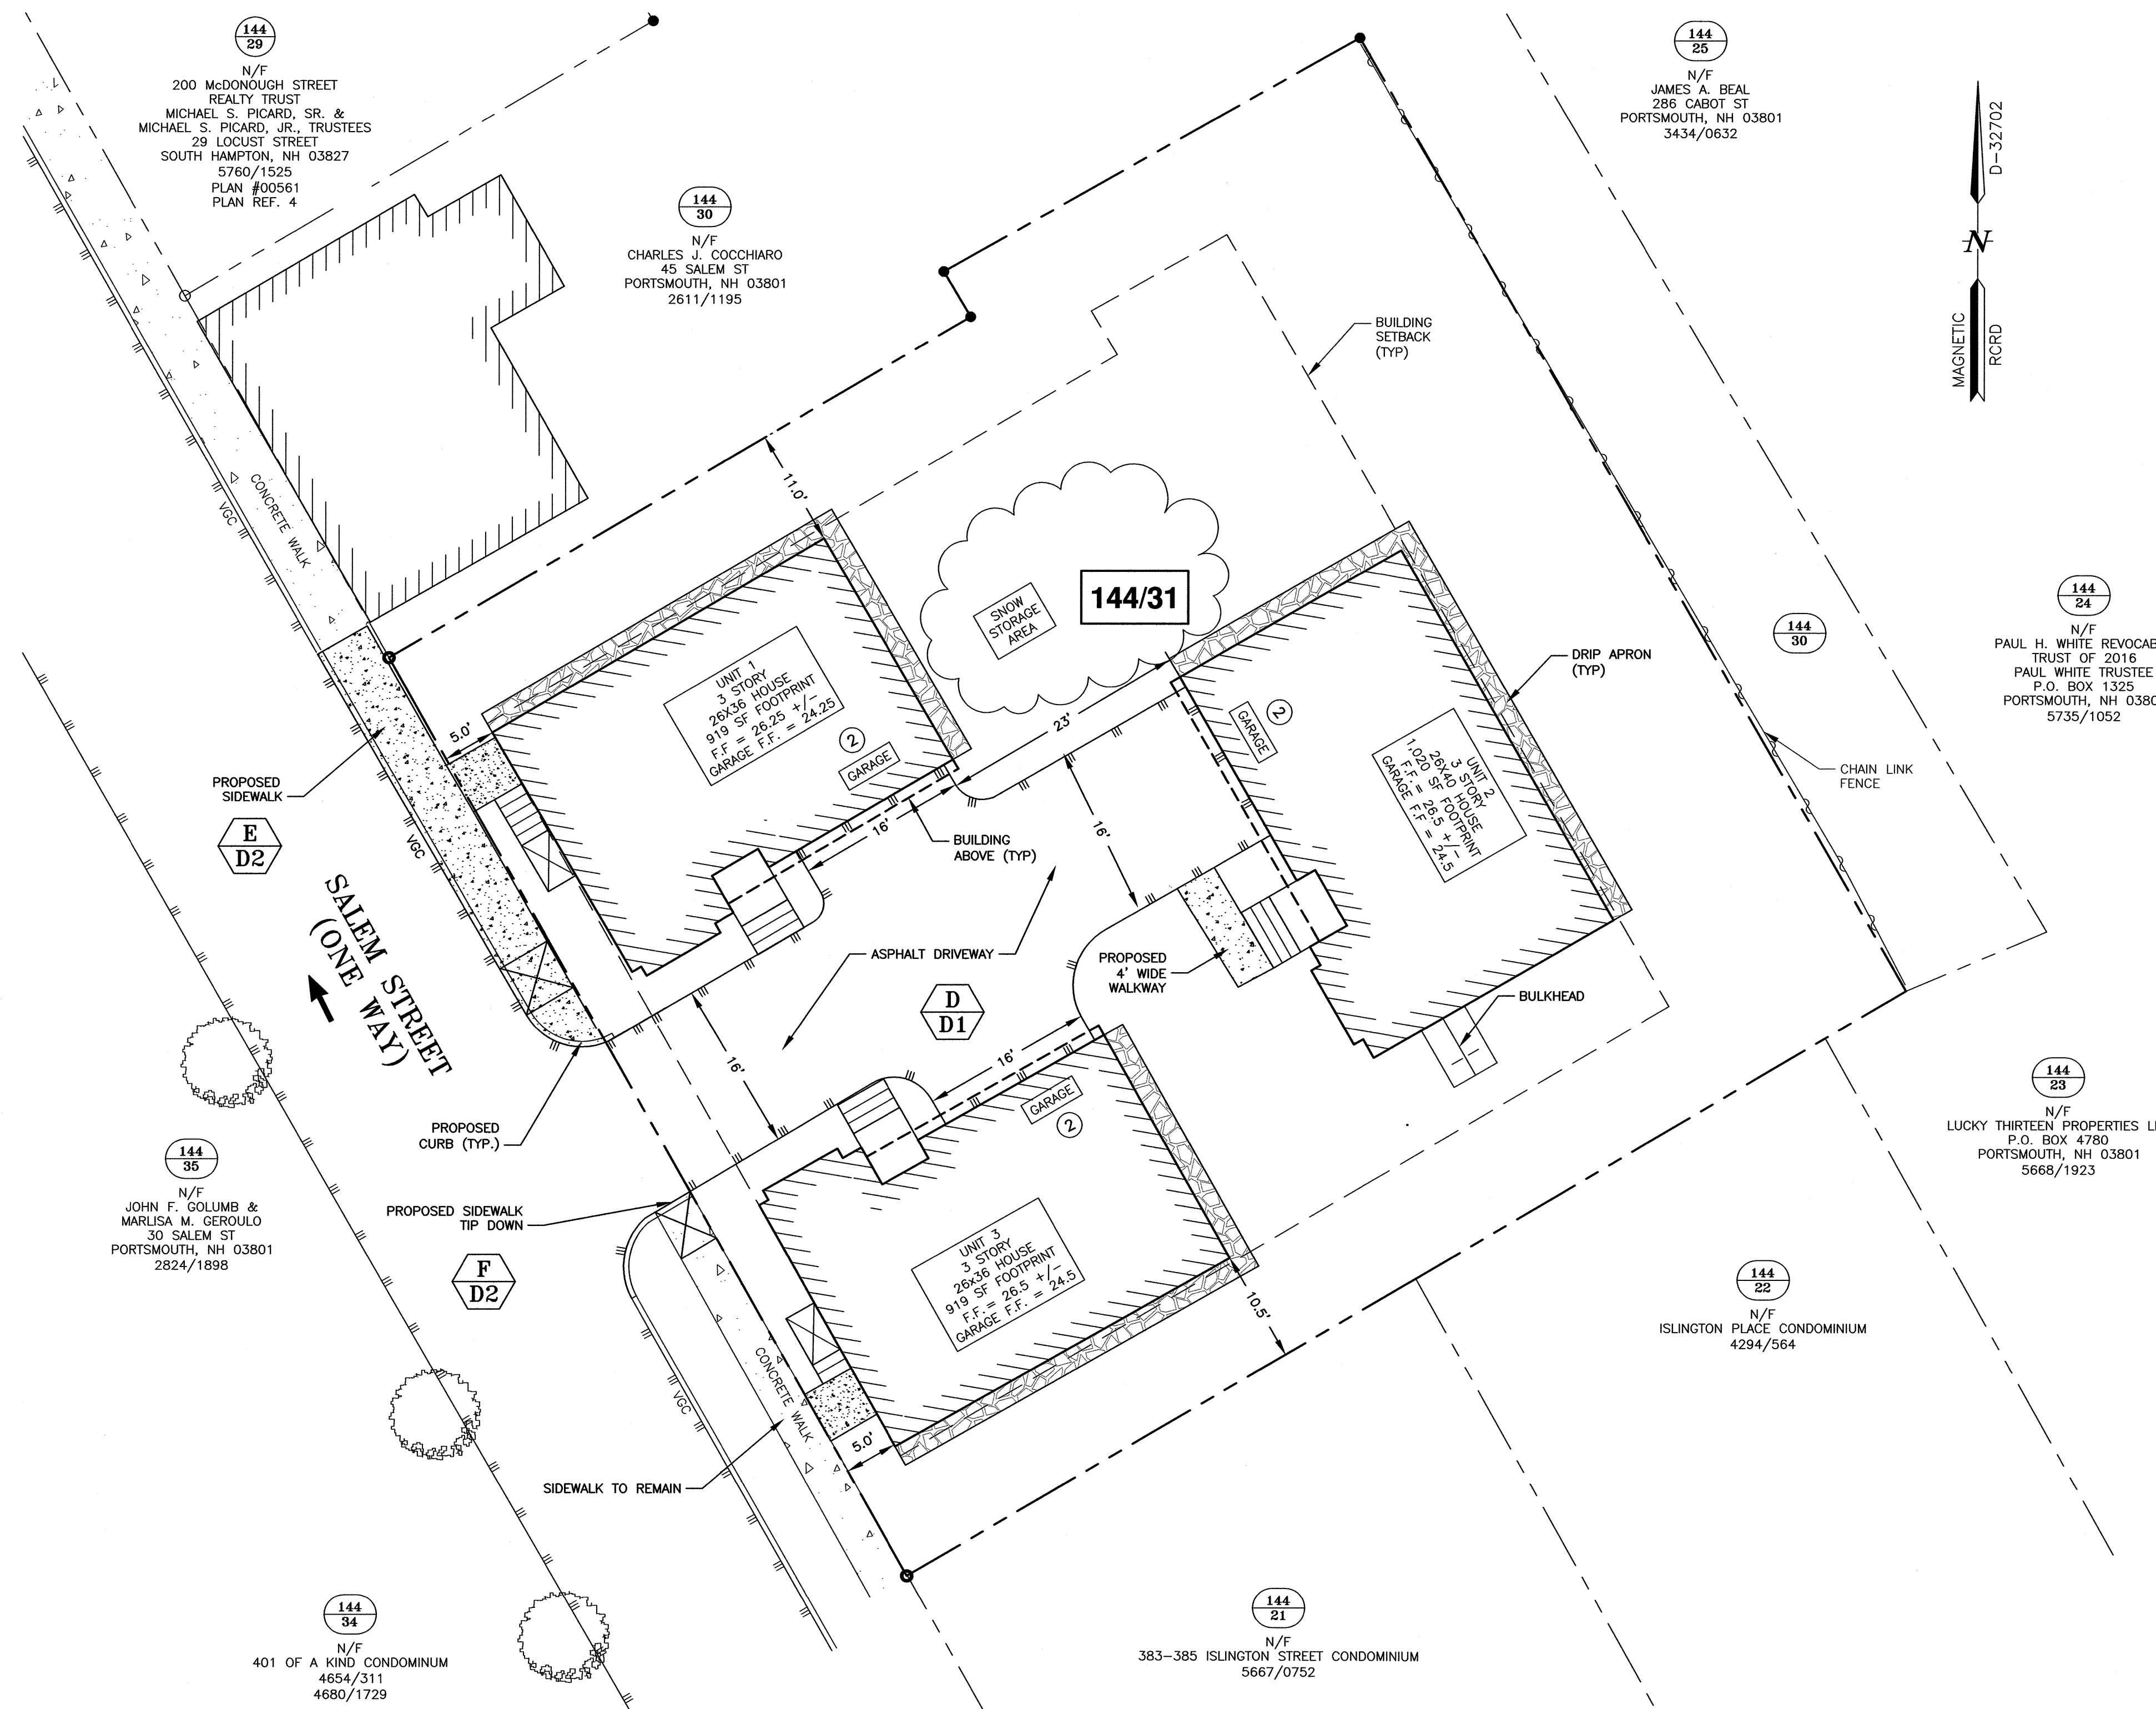 144
29
N/F
200 McDONOUGH STREET
REALTY TRUST
MICHAEL S. PICARD, SR. &
MICHAEL S. PICARD, JR., TRUSTEES
29 LOCUST STREET
SOUTH HAMPTON, NH 03827
5760/1525
PLAN #00561
PLAN REF. 4
144
30
N/F
CHARLES J. COCCHIARO
45 SALEM ST
PORTSMOUTH, NH 03801
2611/1195
144
25
N/F
JAMES A. BEAL
286 CABOT ST
PORTSMOUTH, NH 03801
3434/0632
D-32702
N
MAGNETIC
RCRD
BUILDING
SETBACK
(TYP)
11.0'
VGC
CONCRETE WALK
SNOW
STORAGE
AREA
144/31
144
30
144
24
N/F
PAUL H. WHITE REVOCAB
TRUST OF 2016
PAUL WHITE TRUSTEE
P.O. BOX 1325
PORTSMOUTH, NH 0380
5735/1052
DRIP APRON
(TYP)
UNIT 1
3 STORY
26X36 HOUSE
919 SF FOOTPRINT
F.F = 26.25 +/-
GARAGE F.F. = 24.25
2
GARAGE
5.0'
23'
2
GARAGE
UNIT 2
3 STORY
26X40 HOUSE
1,020 SF FOOTPRINT
F.F. = 26.5 +/-
GARAGE F.F = 24.5
CHAIN LINK
FENCE
PROPOSED
SIDEWALK
E
D2
VGC
16'
BUILDING
ABOVE (TYP)
16'
SALEM STREET
(ONE WAY)
ASPHALT DRIVEWAY
PROPOSED
4' WIDE
WALKWAY
BULKHEAD
D
D1
16'
16'
GARAGE
2
PROPOSED
CURB (TYP.)
144
35
N/F
JOHN F. GOLUMB &
MARLISA M. GEROULO
30 SALEM ST
PORTSMOUTH, NH 03801
2824/1898
PROPOSED SIDEWALK
TIP DOWN
F
D2
UNIT 3
3 STORY
26x36 HOUSE
919 SF FOOTPRINT
F.F. = 26.5 +/-
GARAGE F.F. = 24.5
10.5'
144
23
N/F
LUCKY THIRTEEN PROPERTIES L
P.O. BOX 4780
PORTSMOUTH, NH 03801
5668/1923
144
22
N/F
ISLINGTON PLACE CONDOMINIUM
4294/564
VGC
CONCRETE WALK
5.0'
SIDEWALK TO REMAIN
144
34
N/F
401 OF A KIND CONDOMINUM
4654/311
4680/1729
144
21
N/F
383-385 ISLINGTON STREET CONDOMINIUM
5667/0752